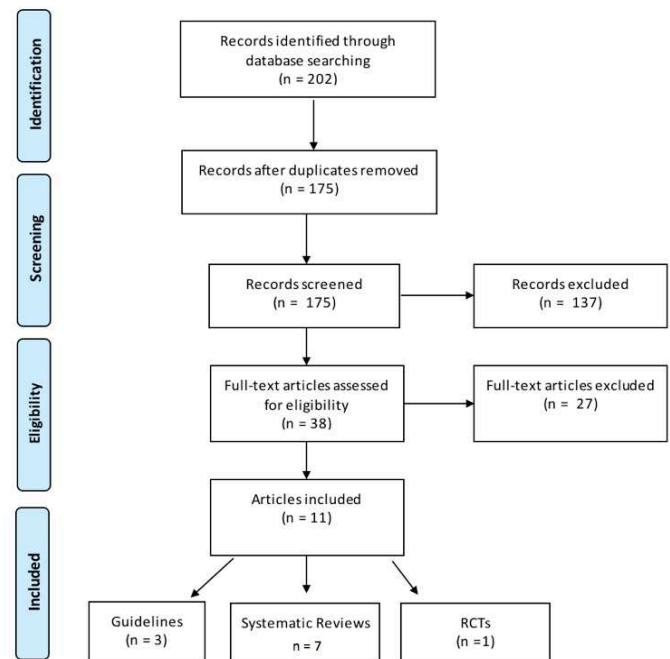 Identification
Records identified through
database searching
(n = 202)
Records after duplicates removed
(n = 175)
Screening
Records screened
(n = 175)
Records excluded
(n = 137)
Eligibility
Full-text articles assessed
for eligibility
(n = 38)
Full-text articles excluded
(n = 27)
Included
Articles included
(n = 11)
Guidelines
(n = 3)
Systematic Reviews
n = 7
RCTs
(n =1)